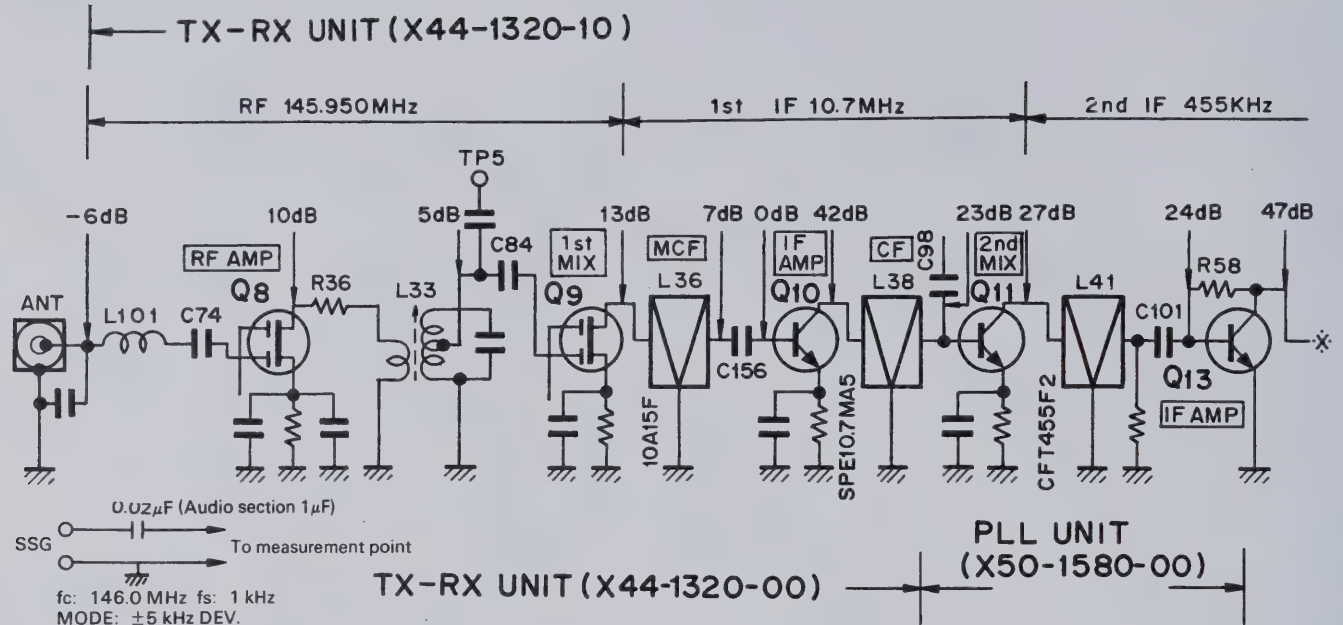 TX-RX UNIT (X44-1320-10)
RF 145.950MHz
1st IF 10.7MHz
2nd IF 455KHz
TP5
-6dB
10dB
5dB
13dB
7dB
0dB
42dB
23dB
27dB
24dB
47dB
RF AMP
C84
1st
MIX
MCF
IF
AMP
CF
C98
2nd
MIX
R58
ANT
L101
C74
Q8
R36
L33
Q9
L36
Q10
L38
Q11
L41
C101
C156
Q13
IF AMP
10A15F
SPE10.7MA5
CFT455F2
0.02μF (Audio section 1μF)
SSG
To measurement point
fc: 146.0 MHz fs: 1 kHz
MODE: ±5 kHz DEV.
TX-RX UNIT (X44-1320-00)
PLL UNIT
(X50-1580-00)